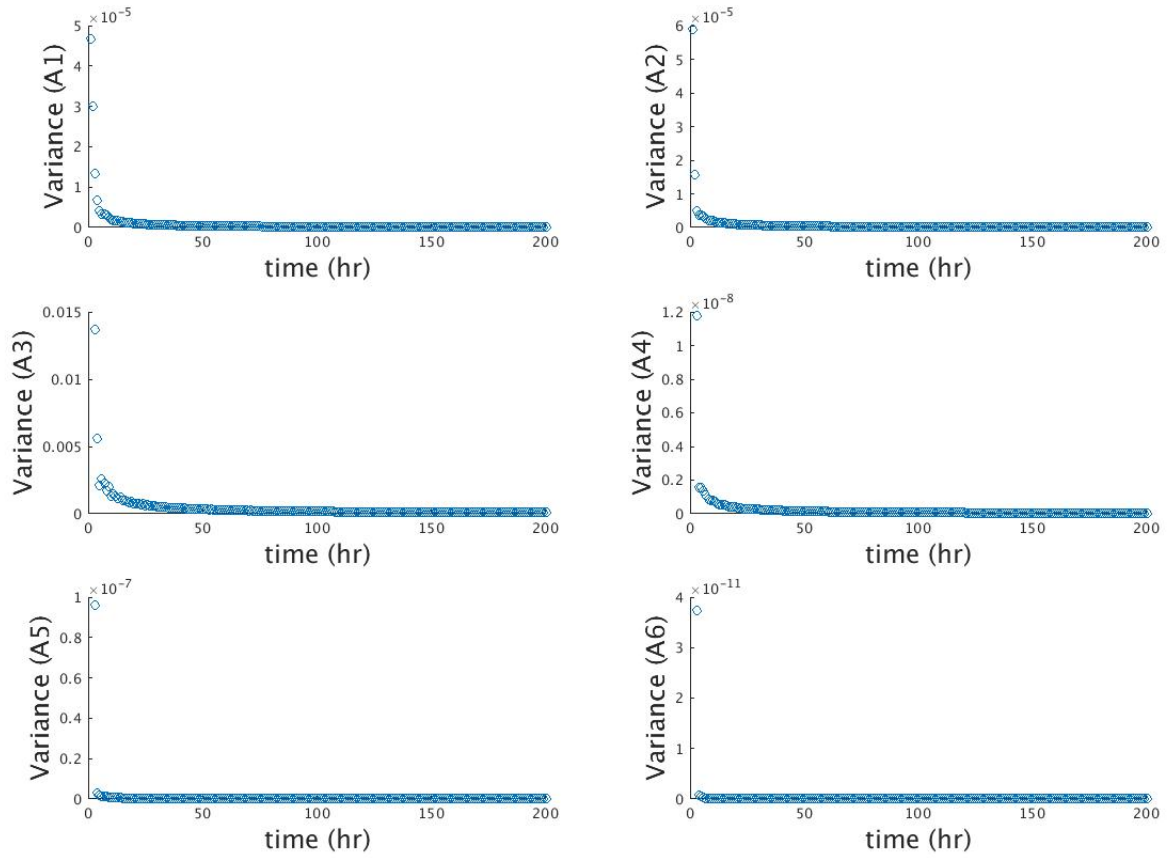 ×10⁻⁵
5
4
3
2
1
0
0 50 100 150 200
Variance (A1)
time (hr)
×10⁻⁵
6
5
4
3
2
1
0
0 50 100 150 200
Variance (A2)
time (hr)
0.015
0.01
0.005
0
0 50 100 150 200
Variance (A3)
time (hr)
×10⁻⁸
1.2
1
0.8
0.6
0.4
0.2
0
0 50 100 150 200
Variance (A4)
time (hr)
×10⁻⁷
1
0.8
0.6
0.4
0.2
0
0 50 100 150 200
Variance (A5)
time (hr)
×10⁻¹¹
4
3
2
1
0
0 50 100 150 200
Variance (A6)
time (hr)